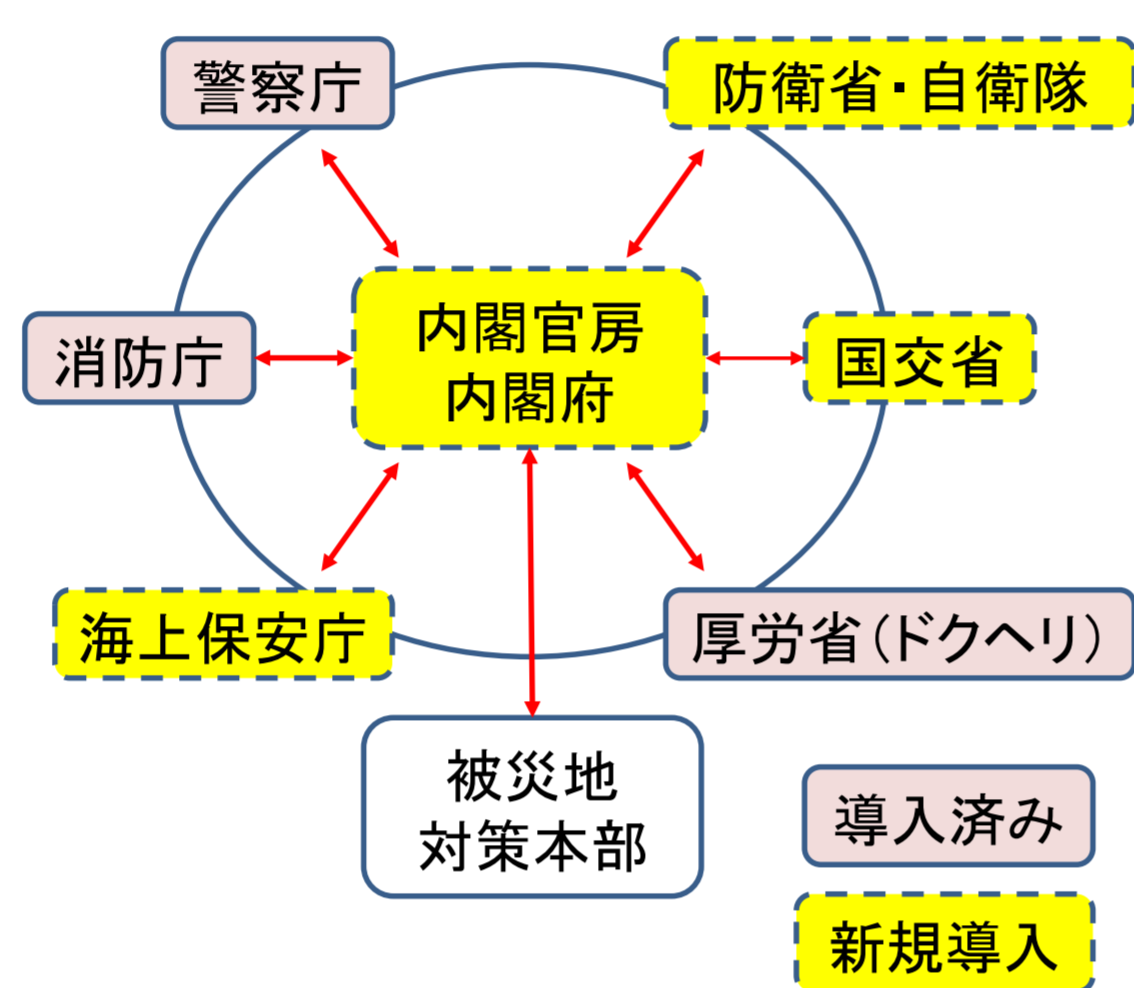 警察庁
防衛省・自衛隊
消防庁
内閣官房
内閣府
国交省
海上保安庁
厚労省(ドクヘリ)
被災地
対策本部
導入済み
新規導入